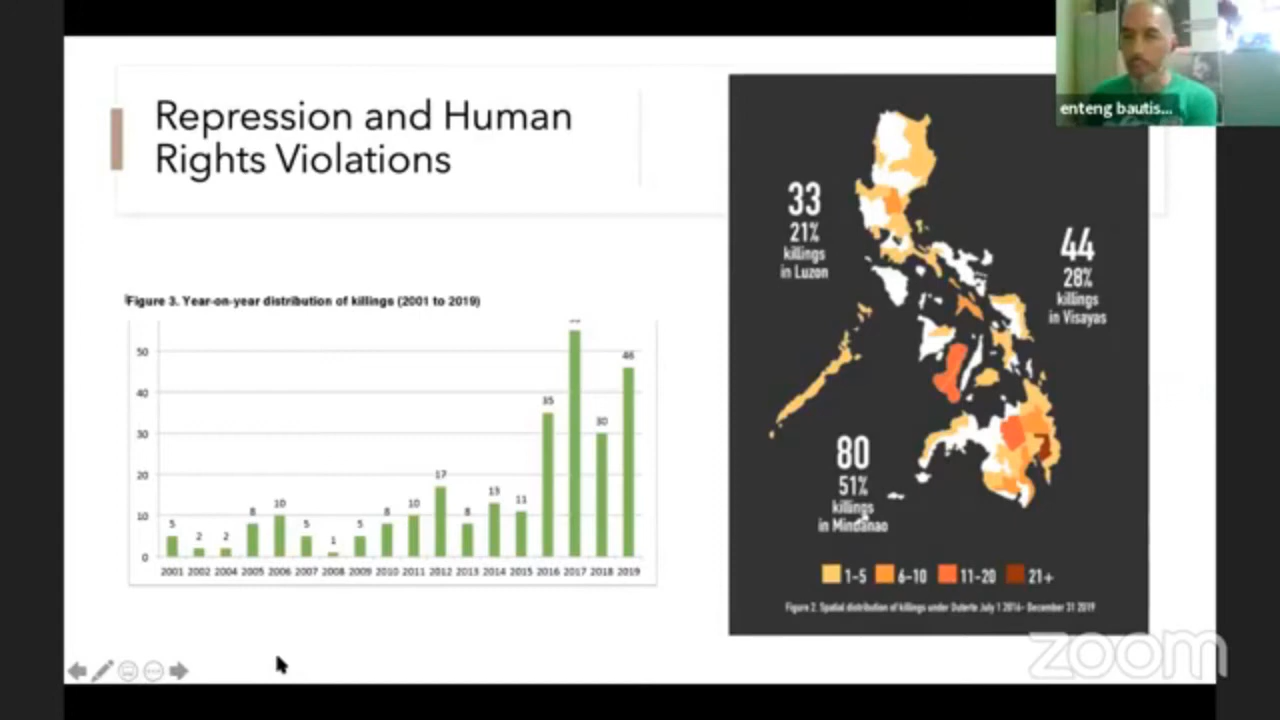 Repression and Human
Rights Violations
enteng bautis...
33
21%
killings
in Luzon
44
28%
killings
in Visayas
80
51%
killings
in Mindanao
1-5
6-10
11-20
21+
Figure 2. Spatial distribution of killings under Duterte July 1 2016- December 31 2019
Figure 3. Year-on-year distribution of killings (2001 to 2019)
50
40
30
20
10
0
5
2
2
8
10
5
1
5
8
10
17
8
13
11
35
30
46
2001 2002 2004 2005 2006 2007 2008 2009 2010 2011 2012 2013 2014 2015 2016 2017 2018 2019
zoom